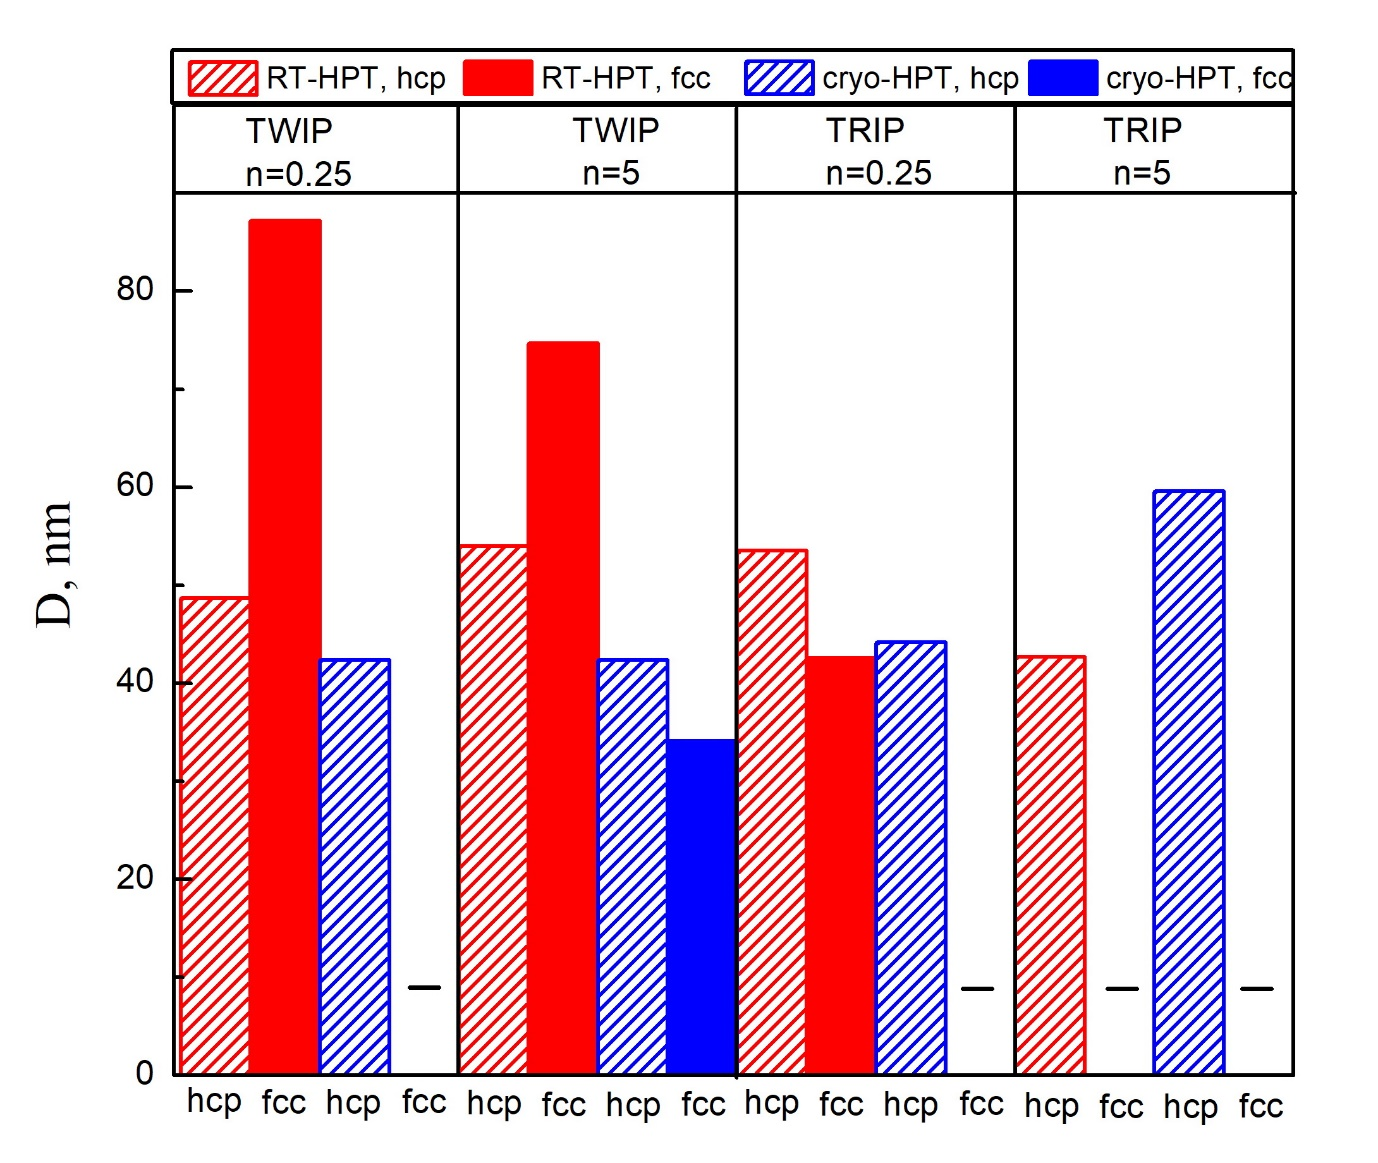 RT-HPT, hcp RT-HPT, fcc cryo-HPT, hcp cryo-HPT, fcc
TWIP TWIP TRIP TRIP
n=0.25 n=5 n=0.25 n=5
80
60
40
20
0
D, nm
hcp fcc hcp fcc hcp fcc hcp fcc hcp fcc hcp fcc hcp fcc hcp fcc